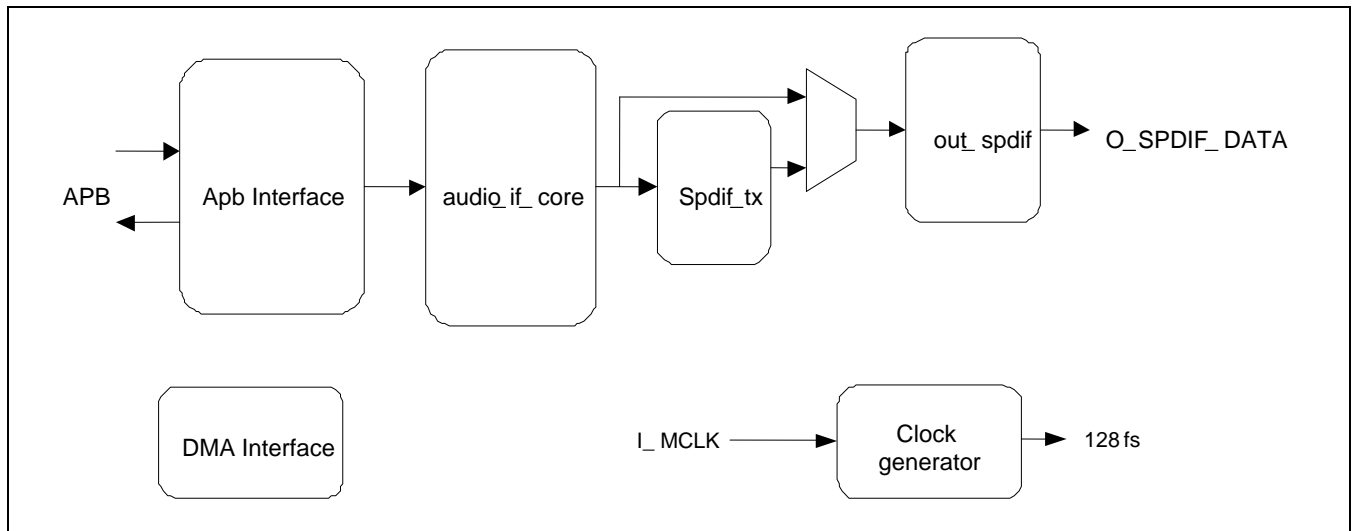 APB
Apb Interface
audio_if_core
Spdif_tx
out_spdif
O_SPDIF_DATA
DMA Interface
I_MCLK
Clock
generator
128 fs